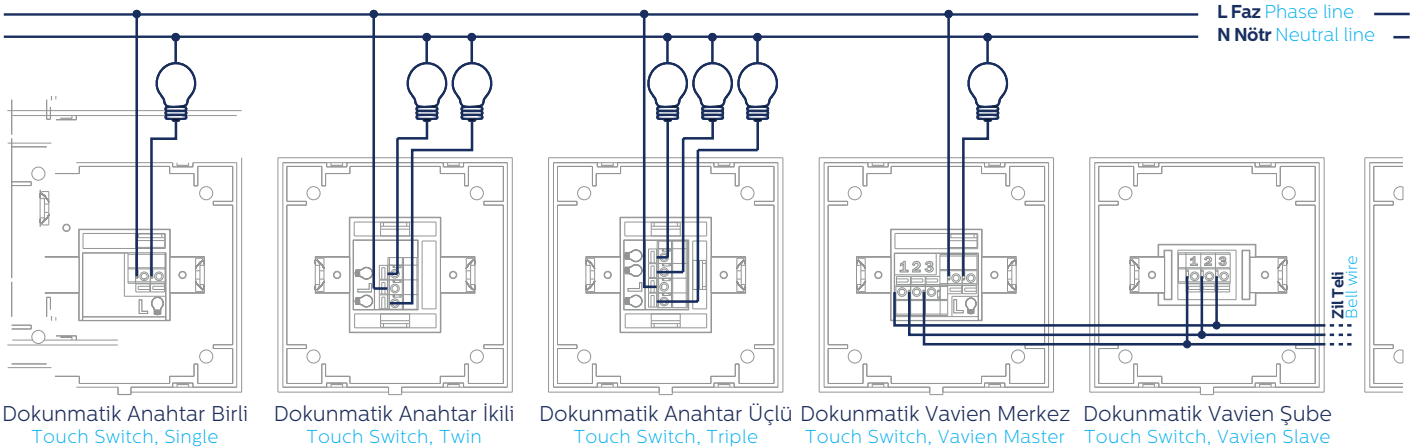 L Faz Phase line
N Nötr Neutral line
L
L
L
1 2 3
L
1 2 3
Zil Teli
Bell wire
Dokunmatik Anahtar Birli
Touch Switch, Single
Dokunmatik Anahtar İkili
Touch Switch, Twin
Dokunmatik Anahtar Üçlü
Touch Switch, Triple
Dokunmatik Vavien Merkez
Touch Switch, Vavien Master
Dokunmatik Vavien Şube
Touch Switch, Vavien Slave